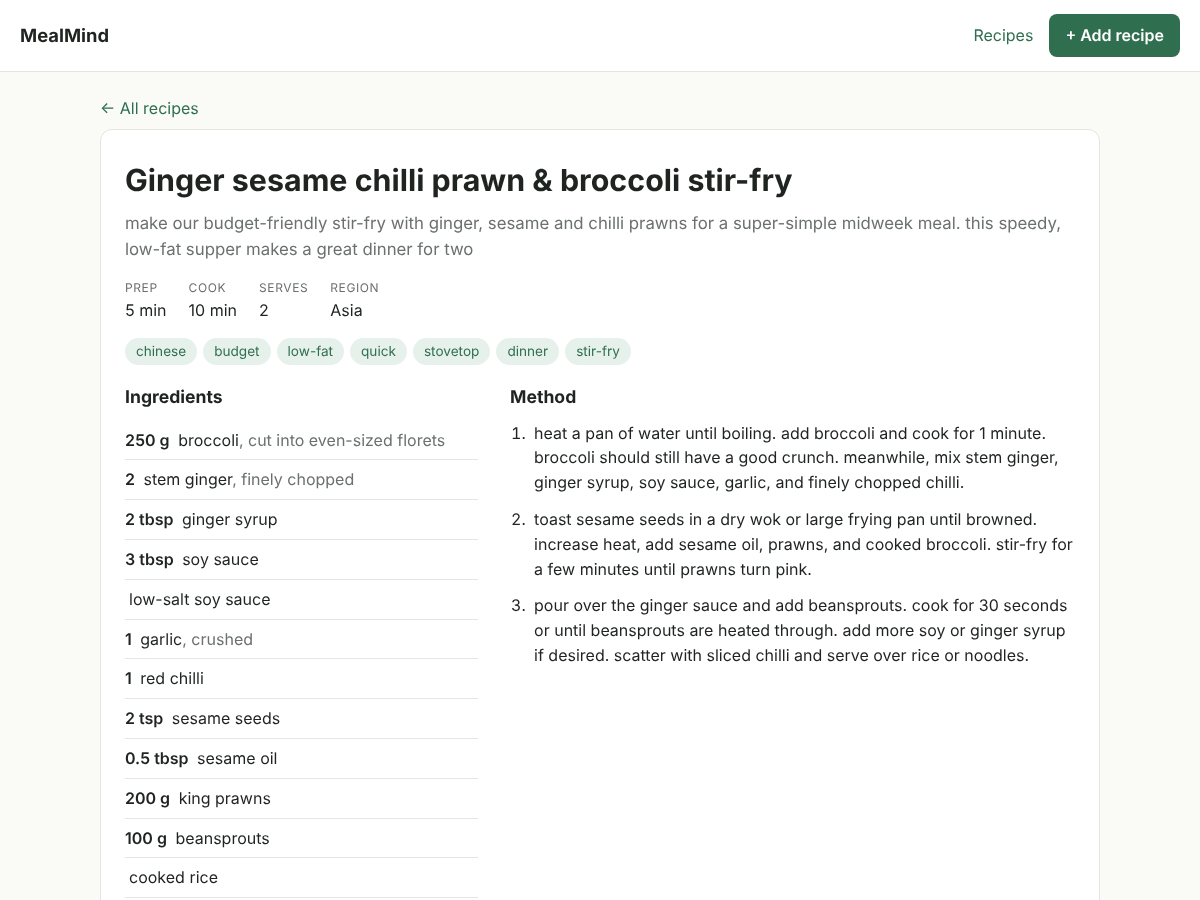 MealMind
Recipes
+ Add recipe
← All recipes
Ginger sesame chilli prawn & broccoli stir-fry
make our budget-friendly stir-fry with ginger, sesame and chilli prawns for a super-simple midweek meal. this speedy,
low-fat supper makes a great dinner for two
PREP
5 min
COOK
10 min
SERVES
2
REGION
Asia
chinese
budget
low-fat
quick
stovetop
dinner
stir-fry
Ingredients
250 g broccoli, cut into even-sized florets
2 stem ginger, finely chopped
2 tbsp ginger syrup
3 tbsp soy sauce
low-salt soy sauce
1 garlic, crushed
1 red chilli
2 tsp sesame seeds
0.5 tbsp sesame oil
200 g king prawns
100 g beansprouts
cooked rice
Method
1. heat a pan of water until boiling. add broccoli and cook for 1 minute.
broccoli should still have a good crunch. meanwhile, mix stem ginger,
ginger syrup, soy sauce, garlic, and finely chopped chilli.
2. toast sesame seeds in a dry wok or large frying pan until browned.
increase heat, add sesame oil, prawns, and cooked broccoli. stir-fry for
a few minutes until prawns turn pink.
3. pour over the ginger sauce and add beansprouts. cook for 30 seconds
or until beansprouts are heated through. add more soy or ginger syrup
if desired. scatter with sliced chilli and serve over rice or noodles.